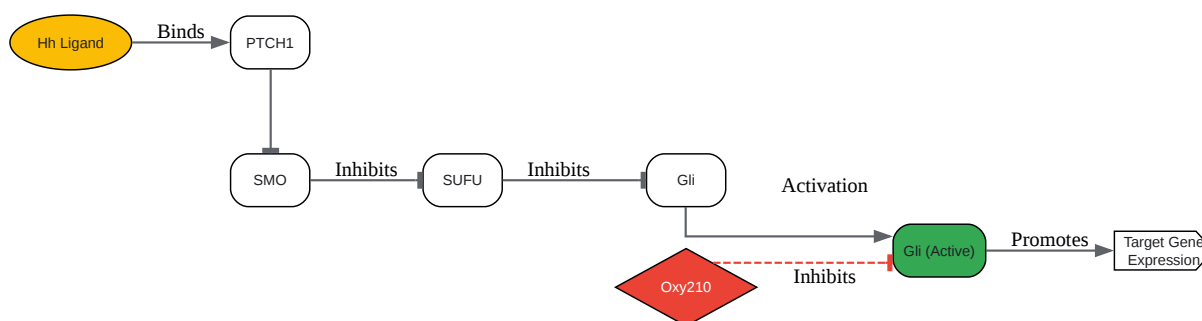 Hh Ligand
Binds
PTCH1
SMO
Inhibits
SUFU
Inhibits
Gli
Activation
Gli (Active)
Promotes
Target Gene
Expression
Oxy210
Inhibits